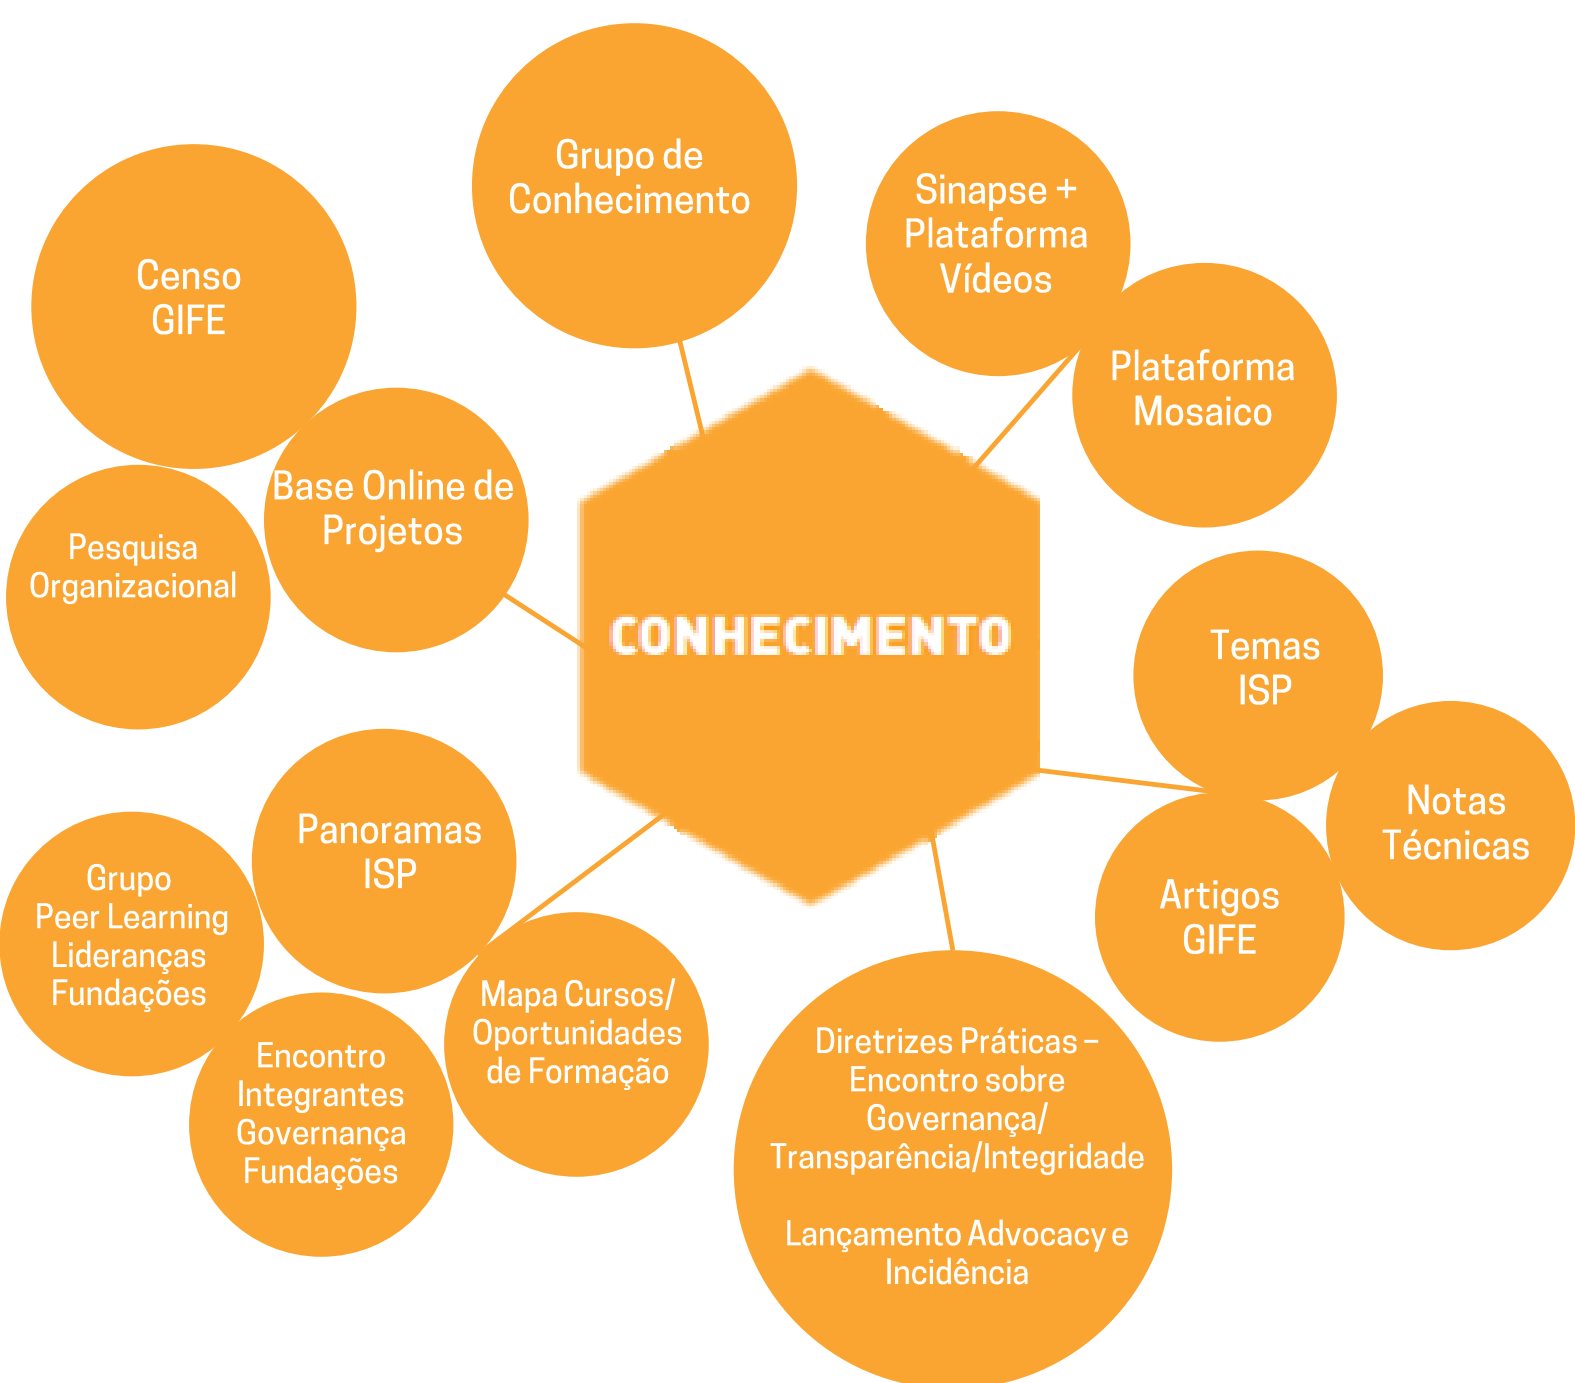 Grupo de
Conhecimento
Sinapse +
Plataforma
Vídeos
Censo
GIFE
Plataforma
Mosaico
Base Online de
Projetos
Pesquisa
Organizacional
CONHECIMENTO
Temas
ISP
Notas
Técnicas
Artigos
GIFE
Panoramas
ISP
Grupo
Peer Learning
Lideranças
Fundações
Mapa Cursos/
Oportunidades
de Formação
Encontro
Integrantes
Governança
Fundações
Diretrizes Práticas –
Encontro sobre
Governança/
Transparência/Integridade
Lançamento Advocacy e
Incidência